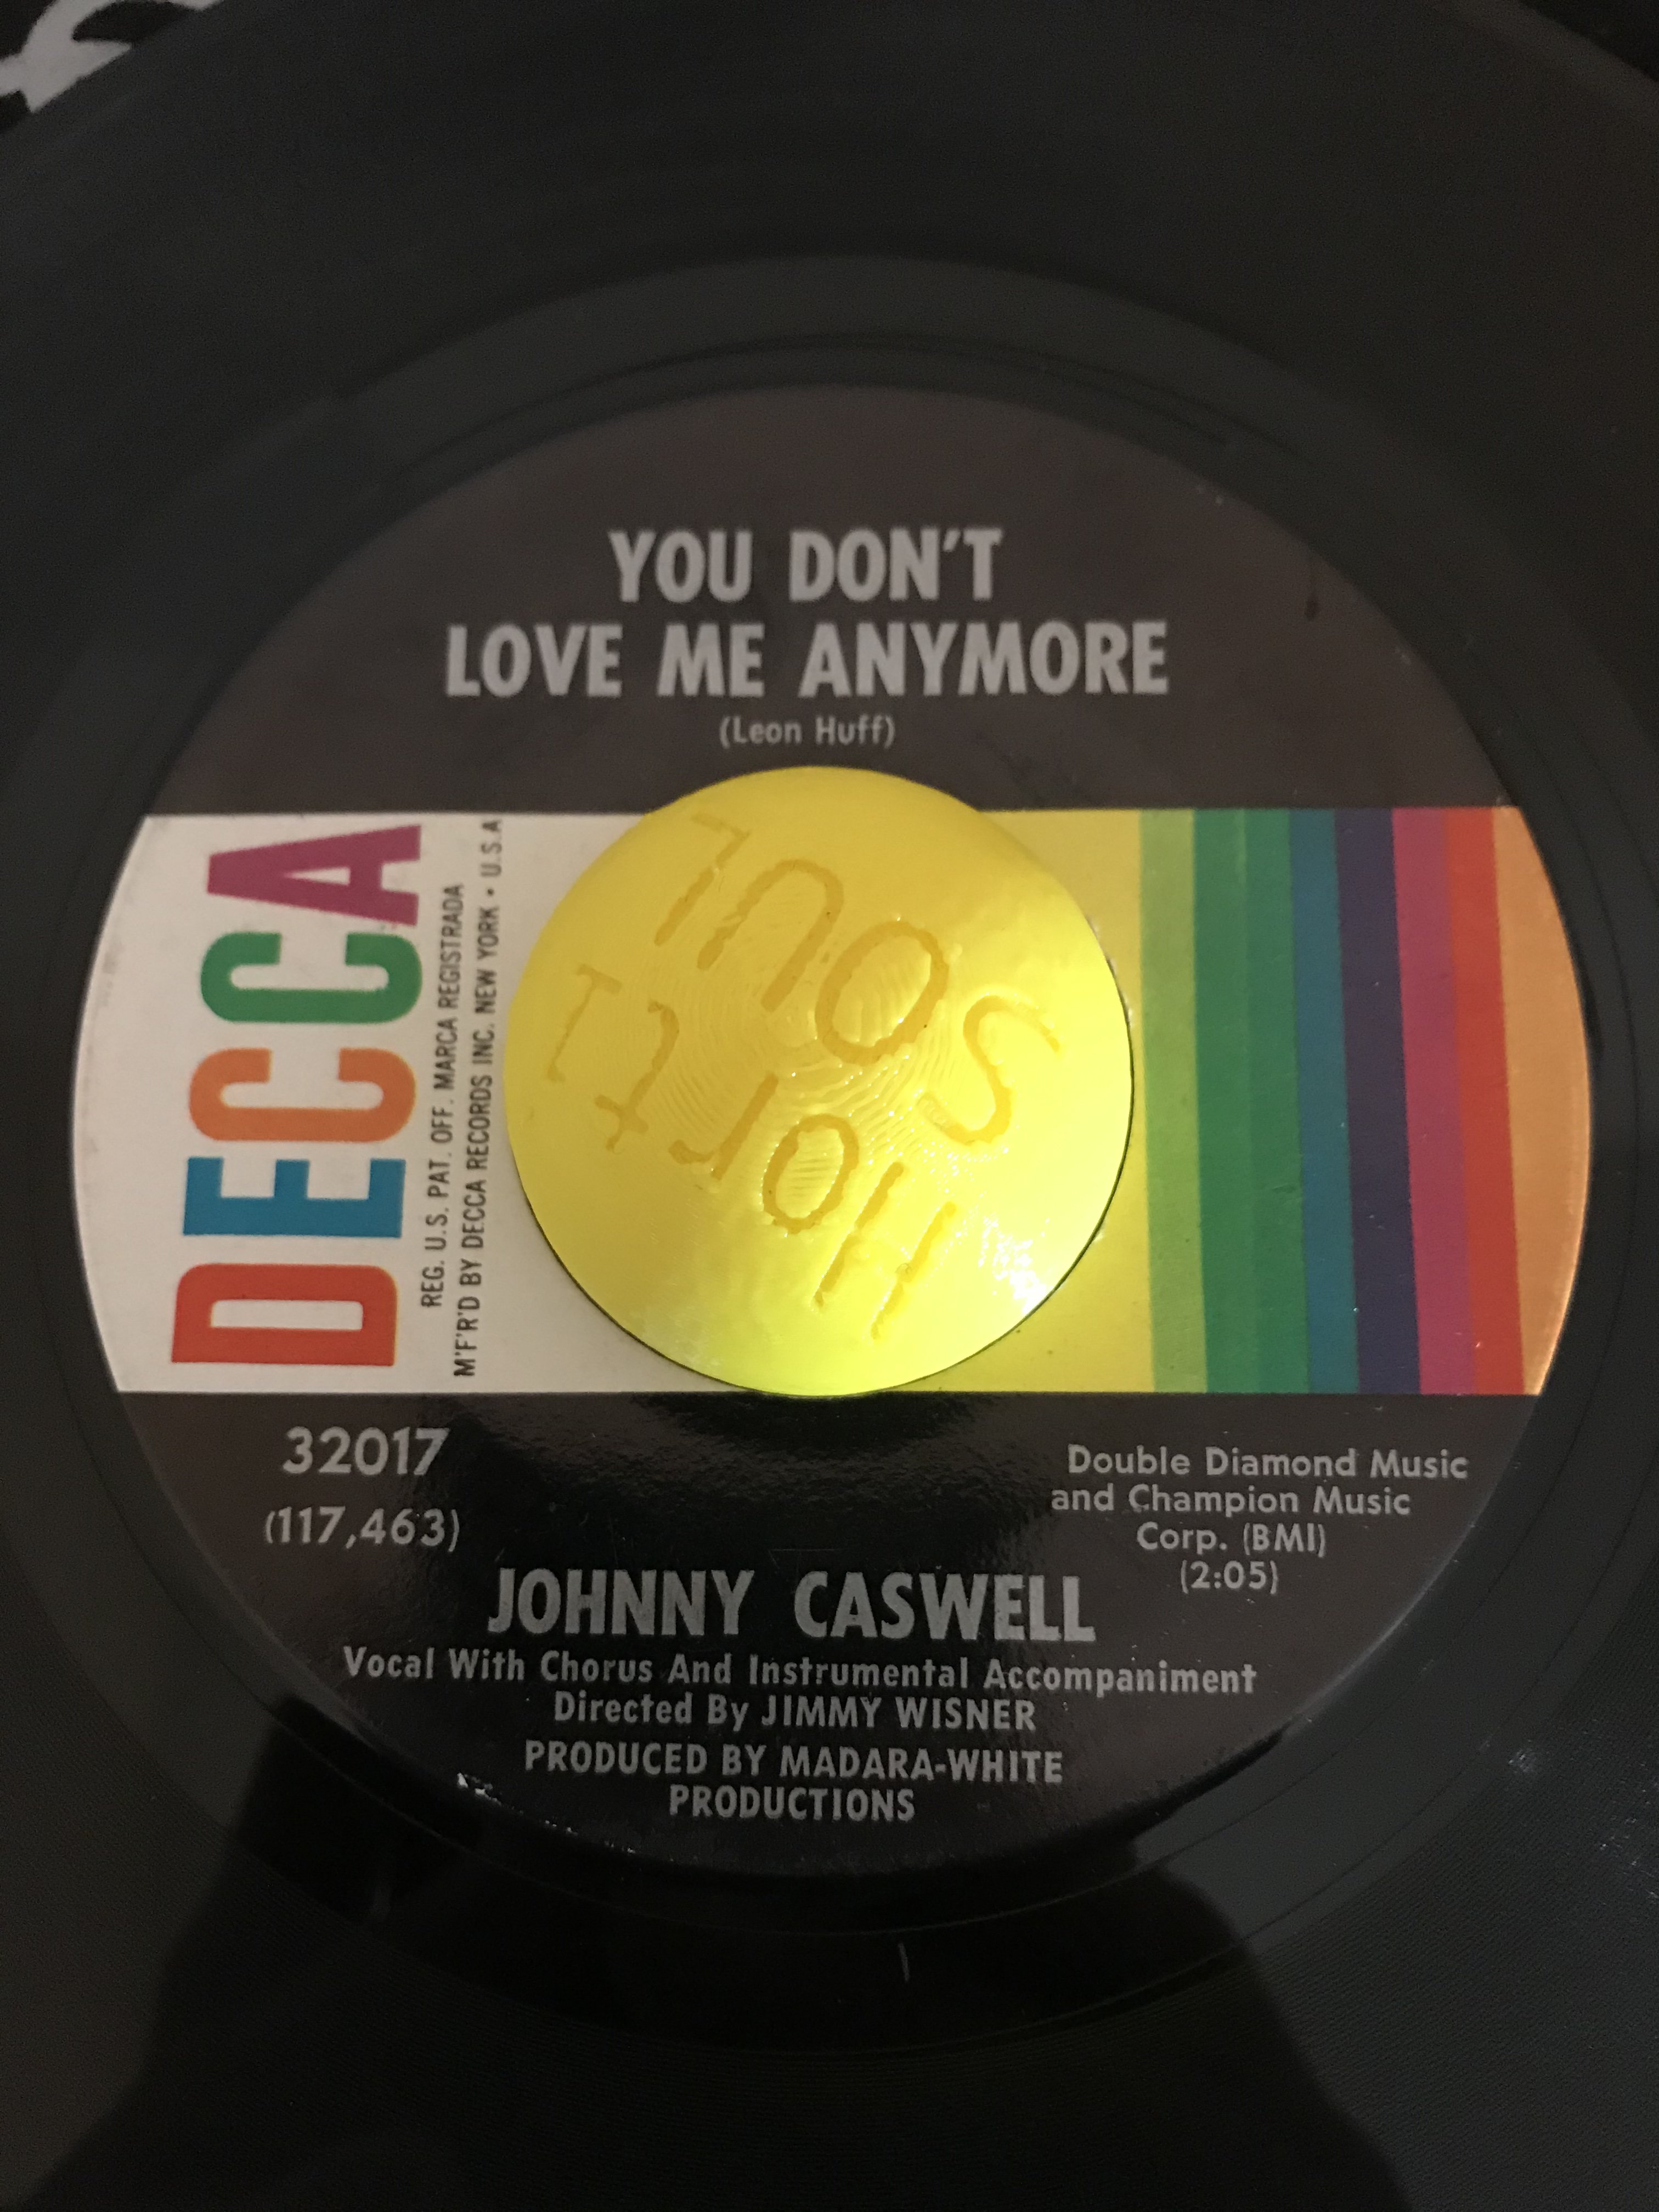 YOU DON'T
LOVE ME ANYMORE
(Leon Huff)
DECCA
REG. U.S. PAT. OFF. MARCA REGISTRADA
M'F'R'D BY DECCA RECORDS INC. NEW YORK • U.S.A
SOUL
32017
(117,463)
Double Diamond Music
and Champion Music
Corp. (BMI)
(2:05)
JOHNNY CASWELL
Vocal With Chorus And Instrumental Accompaniment
Directed By JIMMY WISNER
PRODUCED BY MADARA-WHITE
PRODUCTIONS